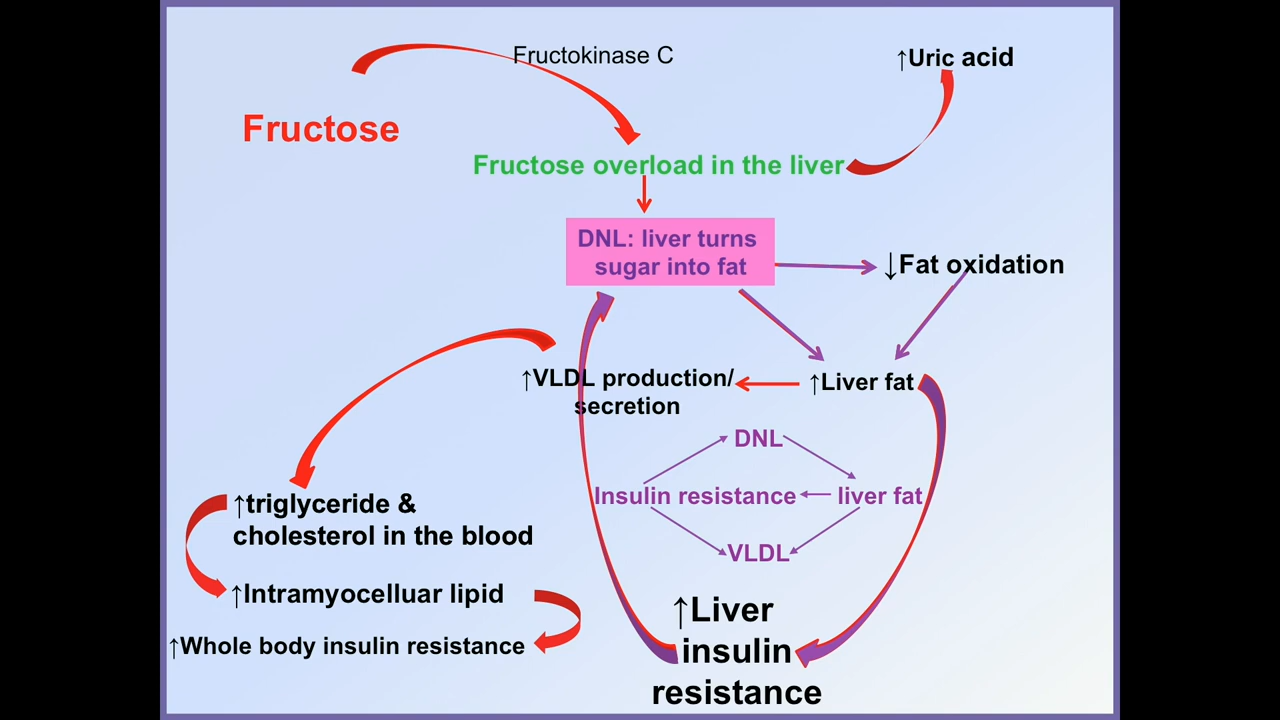 Fructokinase C
↑Uric acid
Fructose
Fructose overload in the liver
DNL: liver turns
sugar into fat
↓Fat oxidation
↑VLDL production/
secretion
↑Liver fat
DNL
Insulin resistance
liver fat
VLDL
↑triglyceride &
cholesterol in the blood
↑Intramyocelluar lipid
↑Whole body insulin resistance
↑Liver
insulin
resistance